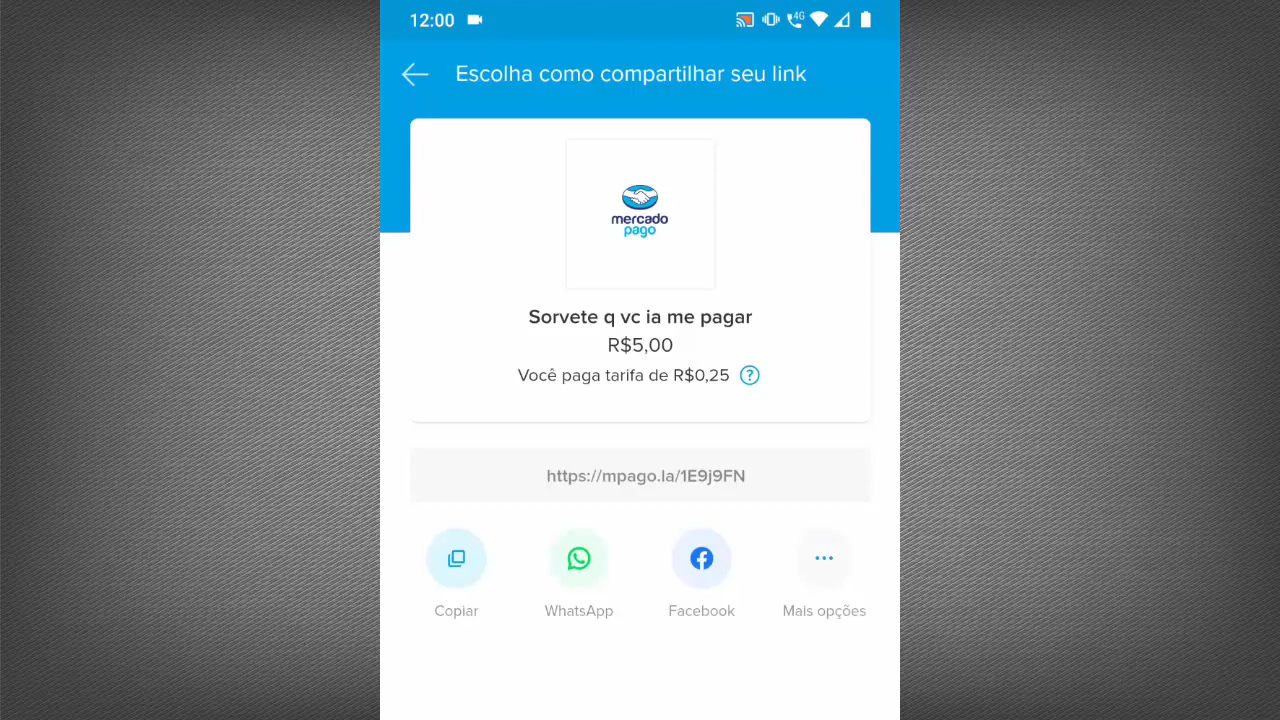 12:00
4G
Escolha como compartilhar seu link
mercado
pago
Sorvete q vc ia me pagar
R$5,00
Você paga tarifa de R$0,25 ?
https://mpago.la/1E9j9FN
Copiar
WhatsApp
Facebook
Mais opções